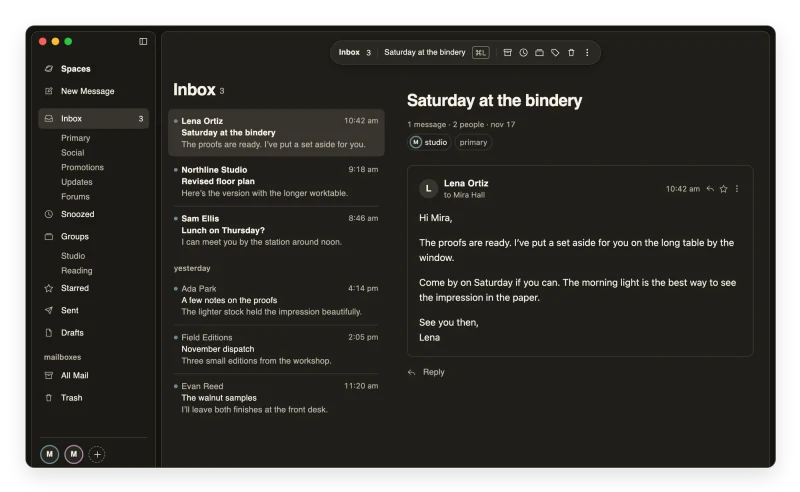 Spaces
New Message
Inbox 3
Primary
Social
Promotions
Updates
Forums
Snoozed
Groups
Studio
Reading
Starred
Sent
Drafts
mailboxes
All Mail
Trash
M M +
Inbox 3 Saturday at the bindery ⌘L
Inbox 3
Lena Ortiz 10:42 am
Saturday at the bindery
The proofs are ready. I've put a set aside for you.
Northline Studio 9:18 am
Revised floor plan
Here's the version with the longer worktable.
Sam Ellis 8:46 am
Lunch on Thursday?
I can meet you by the station around noon.
yesterday
Ada Park 4:14 pm
A few notes on the proofs
The lighter stock held the impression beautifully.
Field Editions 2:05 pm
November dispatch
Three small editions from the workshop.
Evan Reed 11:20 am
The walnut samples
I'll leave both finishes at the front desk.
Saturday at the bindery
1 message · 2 people · nov 17
M studio primary
L Lena Ortiz 10:42 am
to Mira Hall
Hi Mira,
The proofs are ready. I've put a set aside for you on the long table by the
window.
Come by on Saturday if you can. The morning light is the best way to see
the impression in the paper.
See you then,
Lena
Reply